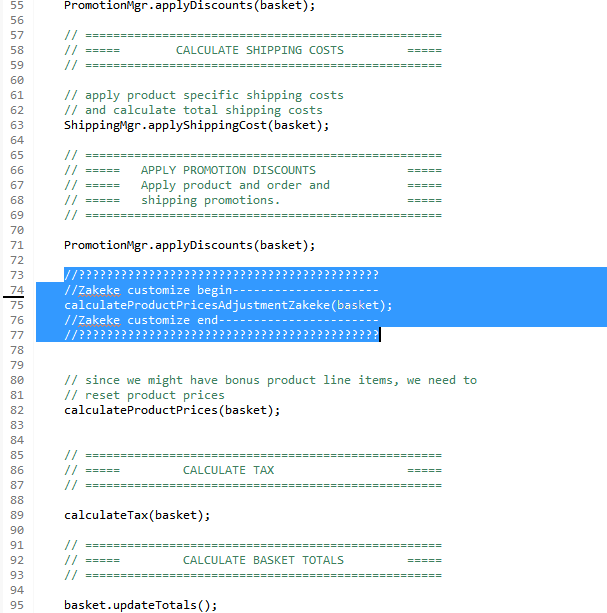 55 PromotionMgr.applyDiscounts(basket);
56
57 // ===================================================
58 // =====        CALCULATE SHIPPING COSTS         =====
59 // ===================================================
60
61 // apply product specific shipping costs
62 // and calculate total shipping costs
63 ShippingMgr.applyShippingCost(basket);
64
65 // ===================================================
66 // =====   APPLY PROMOTION DISCOUNTS             =====
67 // =====   Apply product and order and           =====
68 // =====   shipping promotions.                  =====
69 // ===================================================
70
71 PromotionMgr.applyDiscounts(basket);
72
73 //???????????????????????????????????????????
74 //Zakeke customize begin---------------------
75 calculateProductPricesAdjustmentZakeke(basket);
76 //Zakeke customize end-----------------------
77 //???????????????????????????????????????????
78
79
80 // since we might have bonus product line items, we need to
81 // reset product prices
82 calculateProductPrices(basket);
83
84
85 // ===================================================
86 // =====         CALCULATE TAX                   =====
87 // ===================================================
88
89 calculateTax(basket);
90
91 // ===================================================
92 // =====         CALCULATE BASKET TOTALS         =====
93 // ===================================================
94
95 basket.updateTotals();